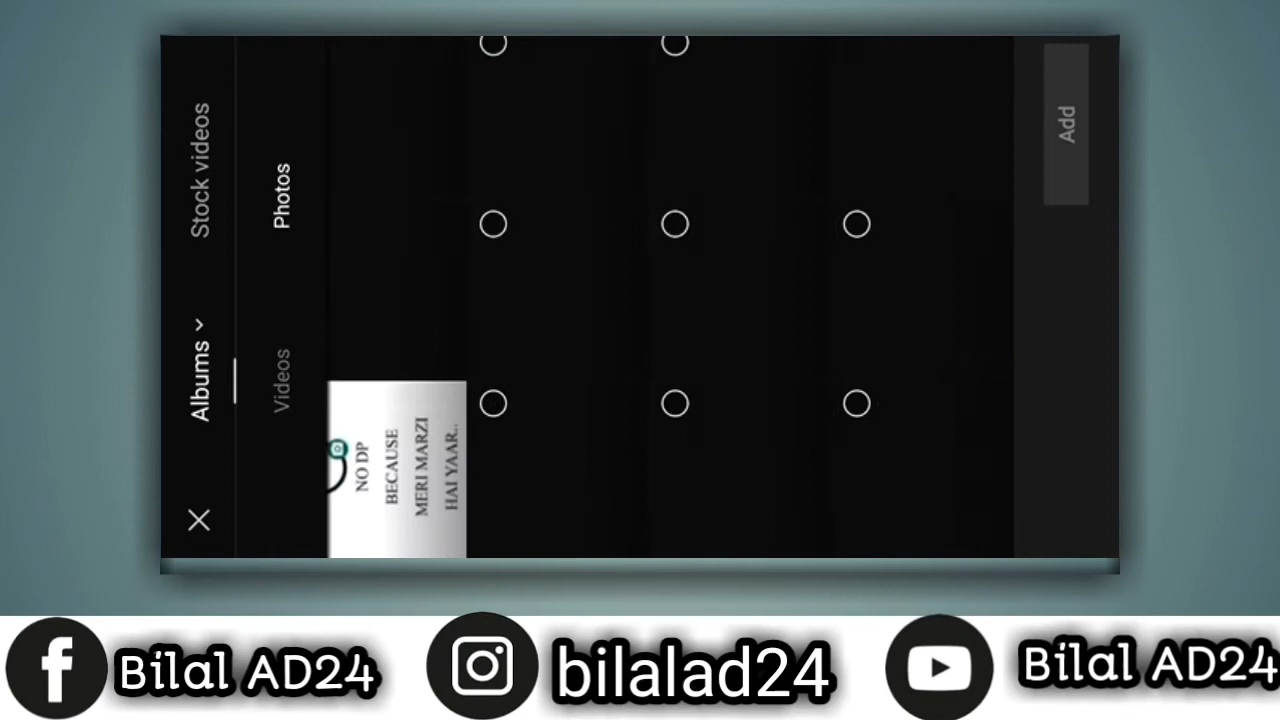 Albums
Stock videos
Videos
Photos
NO DP
BECAUSE
MERI MARZI
HAI YAAR..
Add
Bilal AD24
bilalad24
Bilal AD24